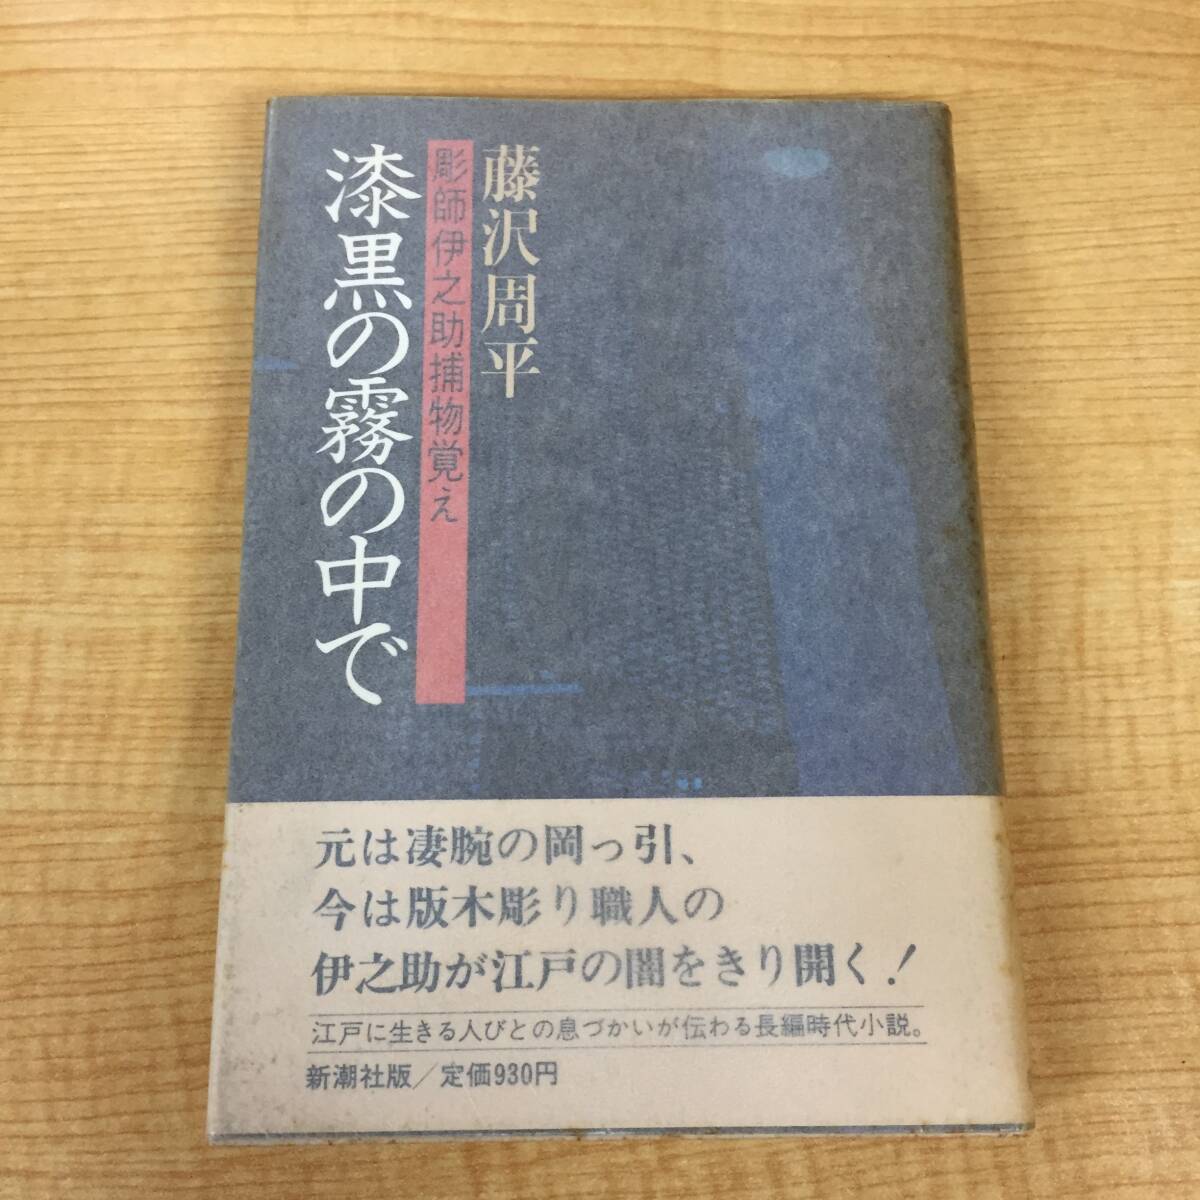 藤沢周平
彫師伊之助捕物覚え
漆黒の霧の中で
元は凄腕の岡っ引、
今は版木彫り職人の
伊之助が江戸の闇をきり開く！
江戸に生きる人びとの息づかいが伝わる長編時代小説。
新潮社版／定価930円